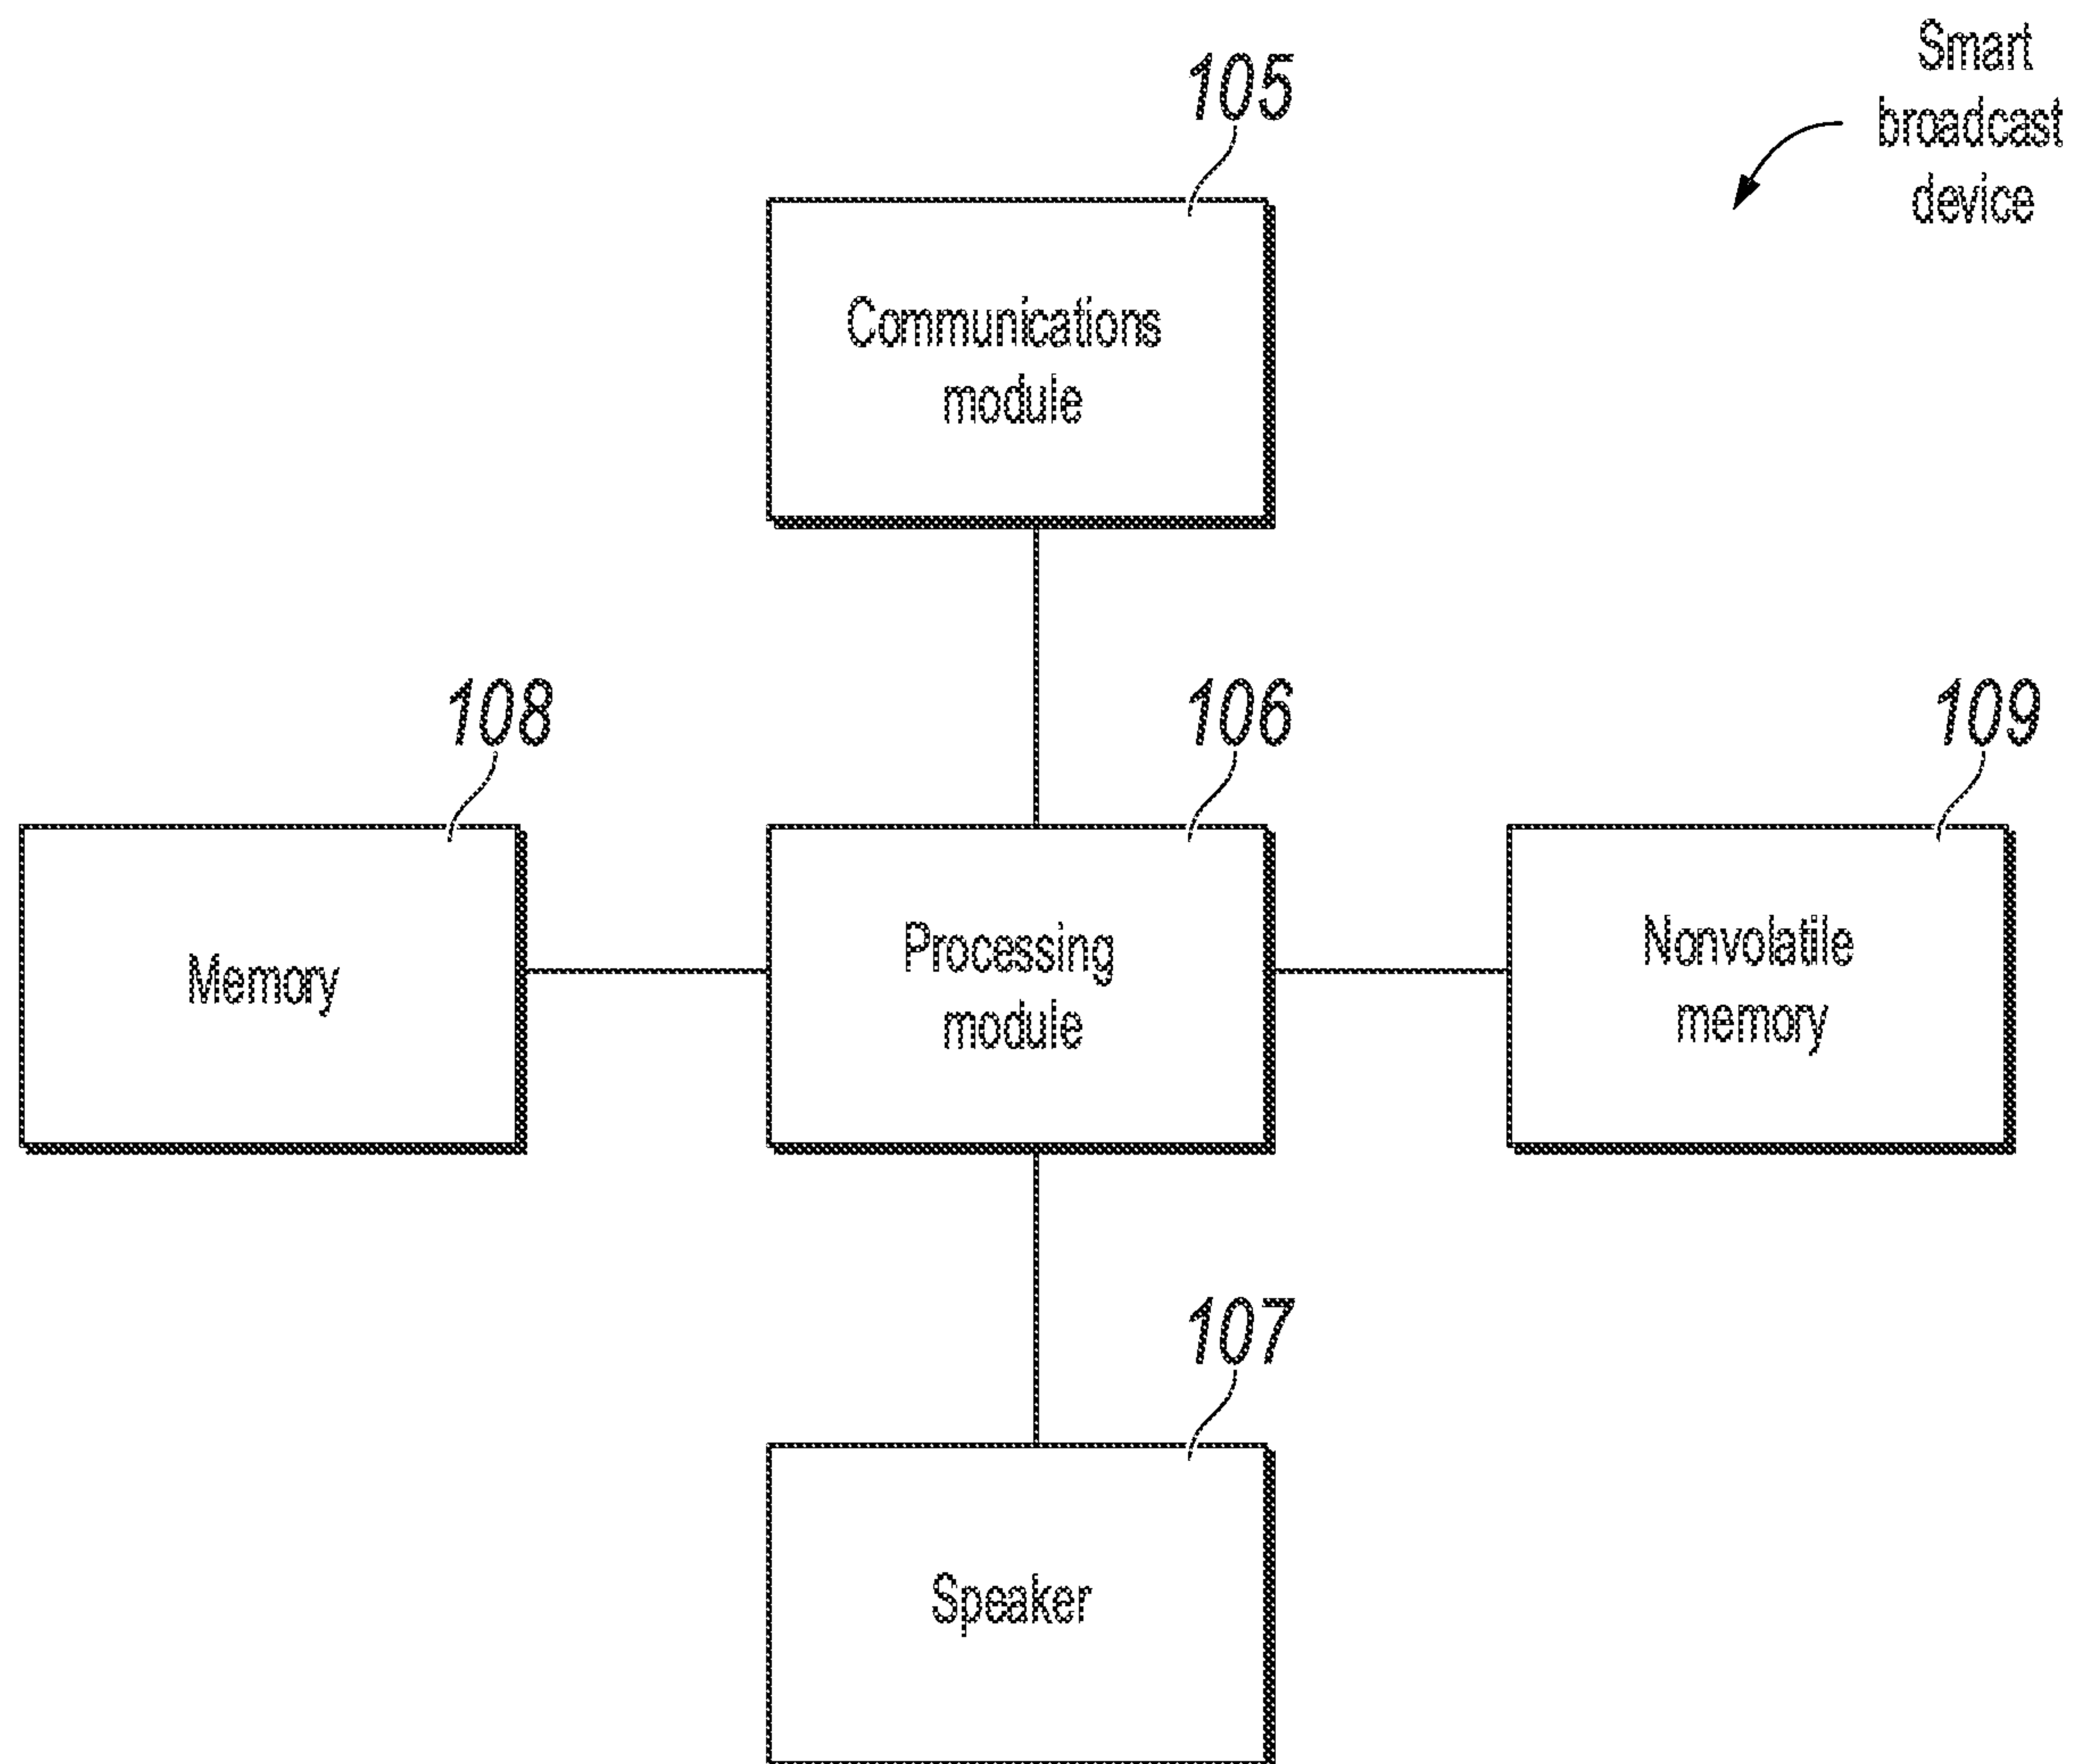 Smart
broadcast
device
105
Communications
module
108
106
109
Memory
Processing
module
Nonvolatile
memory
107
Speaker